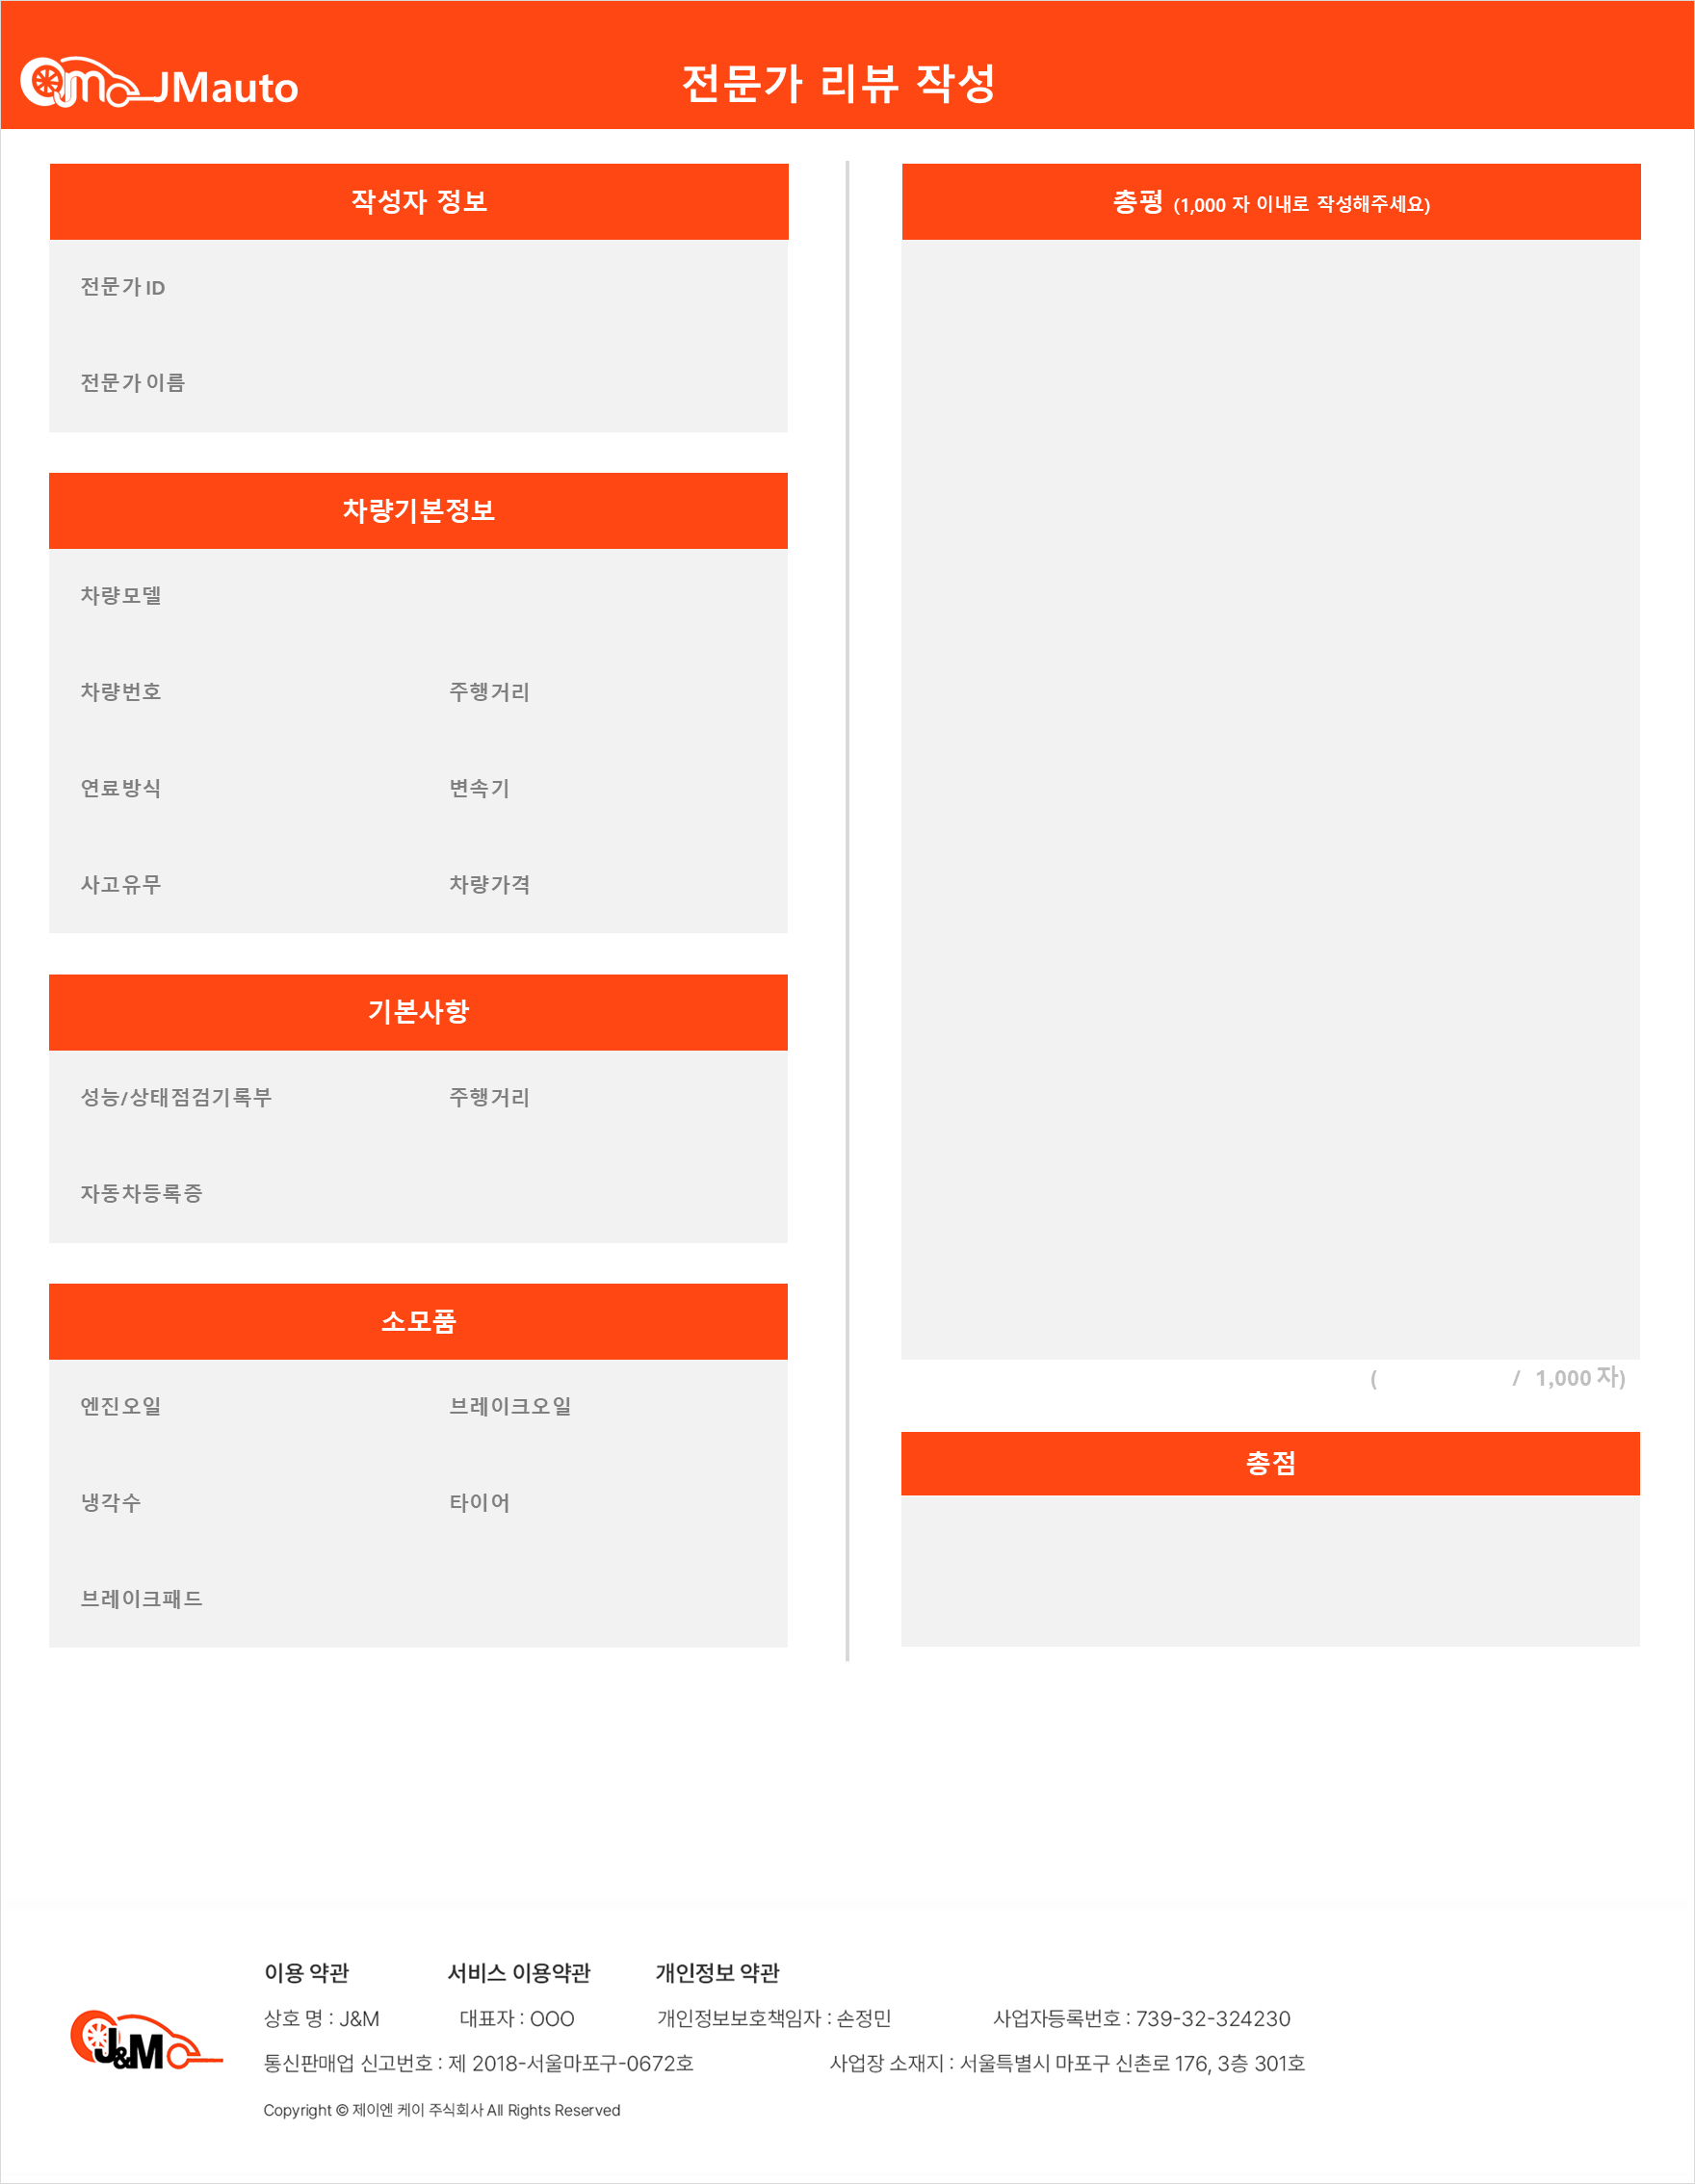 JMauto
전문가 리뷰 작성
작성자 정보
전문가 ID
전문가 이름
차량기본정보
차량모델
차량번호 주행거리
연료방식 변속기
사고유무 차량가격
기본사항
성능/상태점검기록부 주행거리
자동차등록증
소모품
엔진오일 브레이크오일
냉각수 타이어
브레이크패드
총평 (1,000 자 이내로 작성해주세요)
( / 1,000 자)
총점
J&M
이용 약관 서비스 이용약관 개인정보 약관
상호 명 : J&M 대표자 : OOO 개인정보보호책임자 : 손정민 사업자등록번호 : 739-32-324230
통신판매업 신고번호 : 제 2018-서울마포구-0672호 사업장 소재지 : 서울특별시 마포구 신촌로 176, 3층 301호
Copyright © 제이엔 케이 주식회사 All Rights Reserved